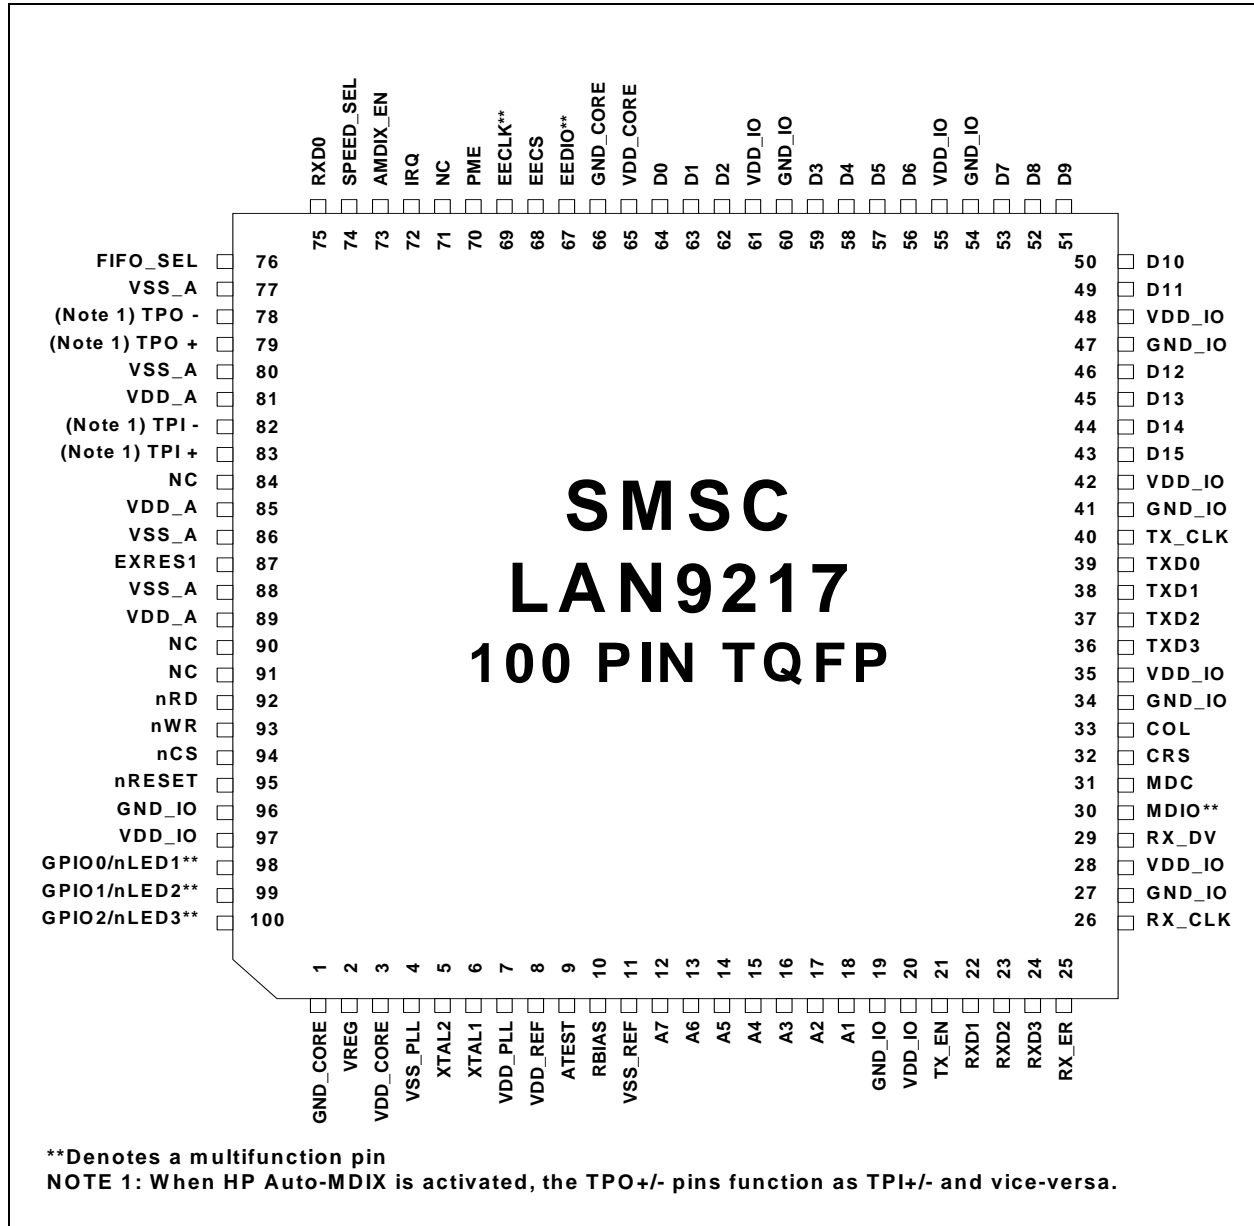 RXD0
SPEED_SEL
AMDIX_EN
IRQ
NC
PME
EECLK**
EECS
EEDIO**
GND_CORE
VDD_CORE
D0
D1
D2
VDD_IO
GND_IO
D3
D4
D5
D6
VDD_IO
GND_IO
D7
D8
D9
75
74
73
72
71
70
69
68
67
66
65
64
63
62
61
60
59
58
57
56
55
54
53
52
51
FIFO_SEL 76
VSS_A 77
(Note 1) TPO - 78
(Note 1) TPO + 79
VSS_A 80
VDD_A 81
(Note 1) TPI - 82
(Note 1) TPI + 83
NC 84
VDD_A 85
VSS_A 86
EXRES1 87
VSS_A 88
VDD_A 89
NC 90
NC 91
nRD 92
nWR 93
nCS 94
nRESET 95
GND_IO 96
VDD_IO 97
GPIO0/nLED1** 98
GPIO1/nLED2** 99
GPIO2/nLED3** 100
SMSC
LAN9217
100 PIN TQFP
50 D10
49 D11
48 VDD_IO
47 GND_IO
46 D12
45 D13
44 D14
43 D15
42 VDD_IO
41 GND_IO
40 TX_CLK
39 TXD0
38 TXD1
37 TXD2
36 TXD3
35 VDD_IO
34 GND_IO
33 COL
32 CRS
31 MDC
30 MDIO**
29 RX_DV
28 VDD_IO
27 GND_IO
26 RX_CLK
1
2
3
4
5
6
7
8
9
10
11
12
13
14
15
16
17
18
19
20
21
22
23
24
25
GND_CORE
VREG
VDD_CORE
VSS_PLL
XTAL2
XTAL1
VDD_PLL
VDD_REF
ATEST
RBIAS
VSS_REF
A7
A6
A5
A4
A3
A2
A1
GND_IO
VDD_IO
TX_EN
RXD1
RXD2
RXD3
RX_ER
**Denotes a multifunction pin
NOTE 1: When HP Auto-MDIX is activated, the TPO+/- pins function as TPI+/- and vice-versa.